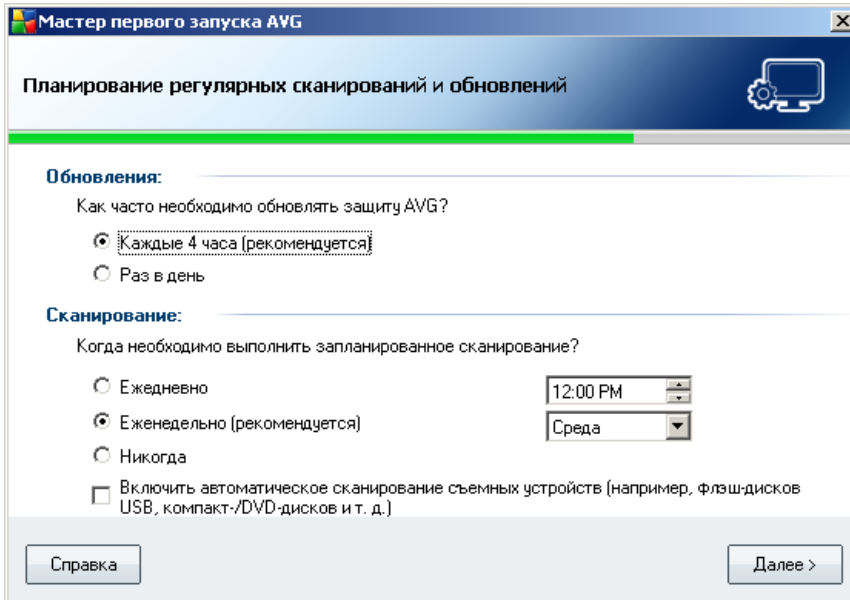 Мастер первого запуска AVG
Планирование регулярных сканирований и обновлений
Обновления:
Как часто необходимо обновлять защиту AVG?
Каждые 4 часа (рекомендуется)
Раз в день
Сканирование:
Когда необходимо выполнить запланированное сканирование?
Ежедневно
12:00 PM
Еженедельно (рекомендуется)
Среда
Никогда
Включить автоматическое сканирование съемных устройств (например, флэш-дисков
USB, компакт-/DVD-дисков и т. д.)
Справка
Далее >